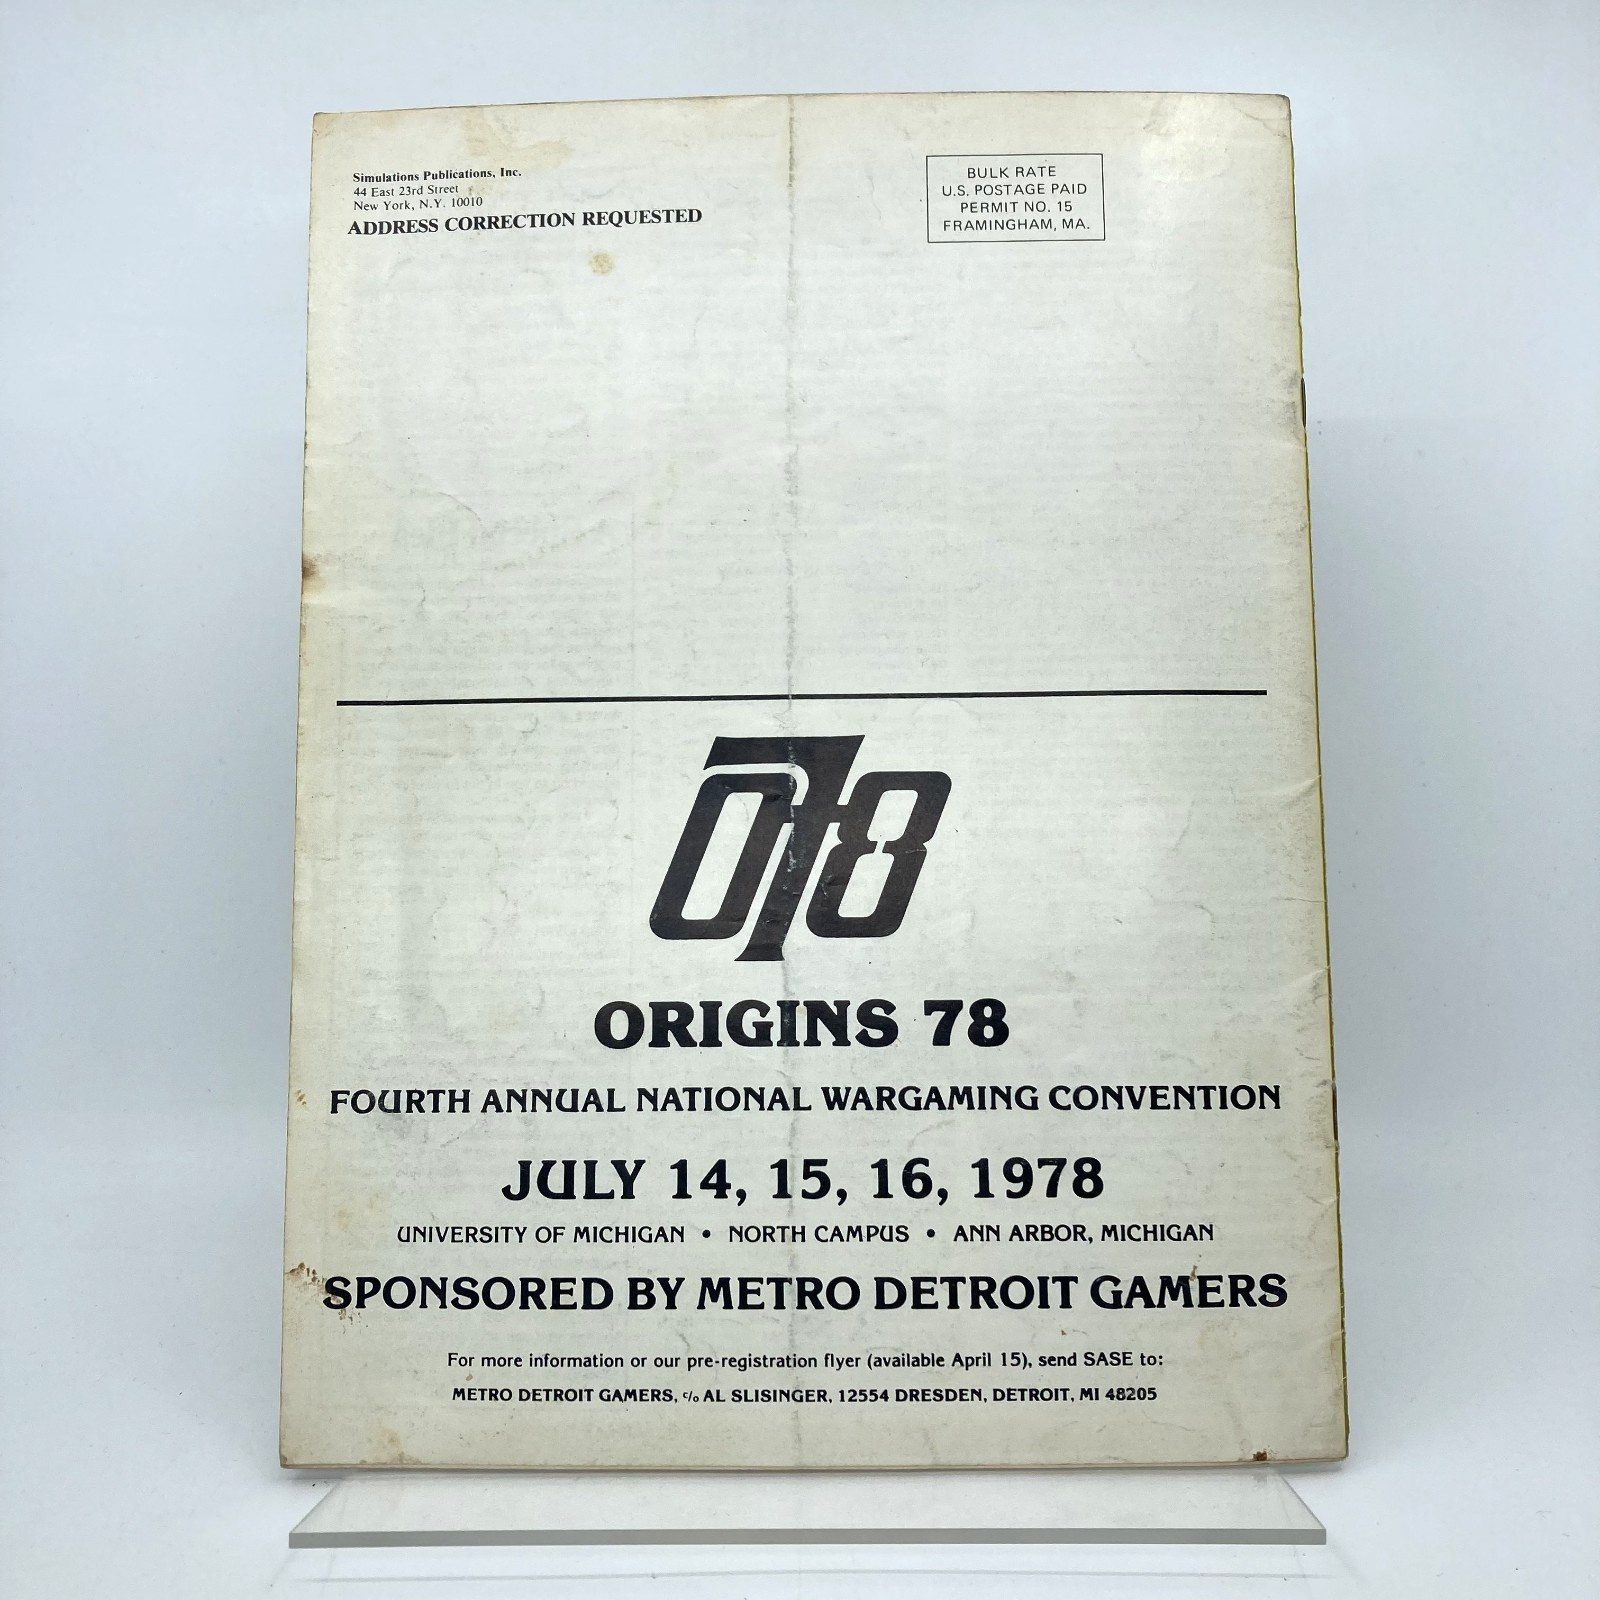 Simulations Publications, Inc.
44 East 23rd Street
New York, N.Y. 10010
ADDRESS CORRECTION REQUESTED
BULK RATE
U.S. POSTAGE PAID
PERMIT NO. 15
FRAMINGHAM, MA.
O78
ORIGINS 78
FOURTH ANNUAL NATIONAL WARGAMING CONVENTION
JULY 14, 15, 16, 1978
UNIVERSITY OF MICHIGAN • NORTH CAMPUS • ANN ARBOR, MICHIGAN
SPONSORED BY METRO DETROIT GAMERS
For more information or our pre-registration flyer (available April 15), send SASE to:
METRO DETROIT GAMERS, c/o AL SLISINGER, 12554 DRESDEN, DETROIT, MI 48205